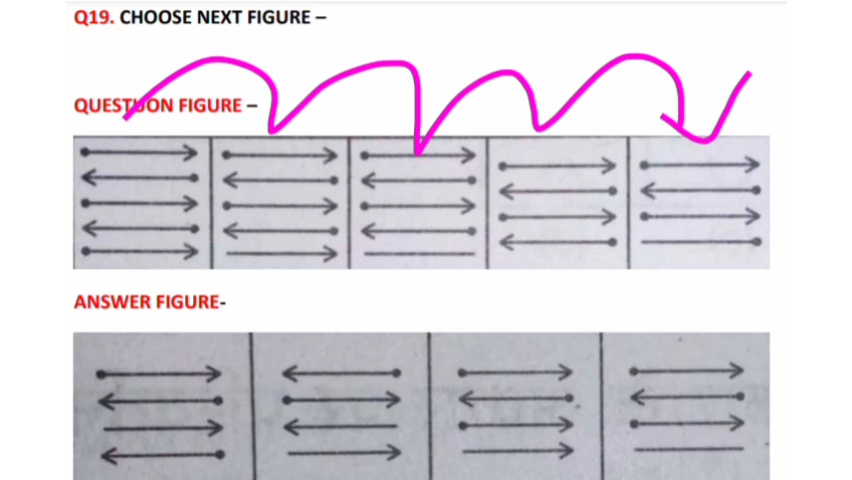 Q19. CHOOSE NEXT FIGURE –
QUESTION FIGURE –
ANSWER FIGURE-